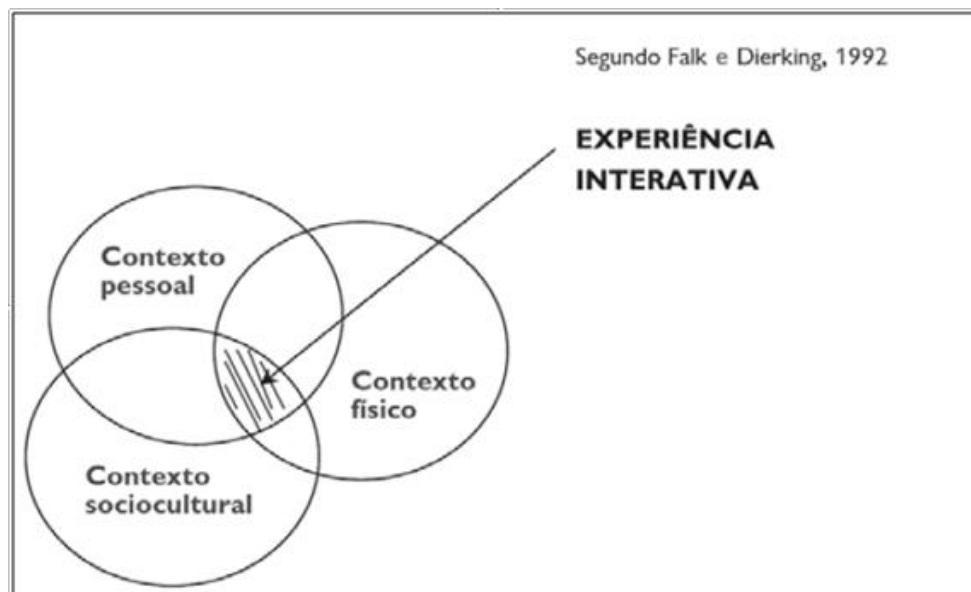 Segundo Falk e Dierking, 1992
EXPERIÊNCIA
INTERATIVA
Contexto
pessoal
Contexto
físico
Contexto
sociocultural